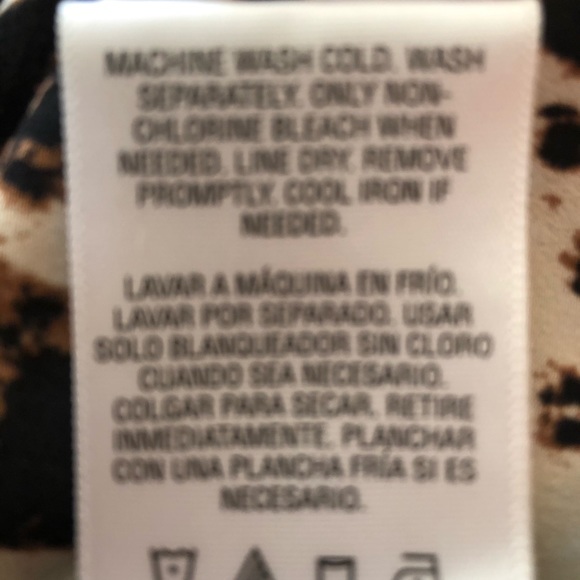 MACHINE WASH COLD. WASH
SEPARATELY. ONLY NON-
CHLORINE BLEACH WHEN
NEEDED. LINE DRY. REMOVE
PROMPTLY. COOL IRON IF
NEEDED.
LAVAR A MÁQUINA EN FRÍO.
LAVAR POR SEPARADO. USAR
SOLO BLANQUEADOR SIN CLORO
CUANDO SEA NECESARIO.
COLGAR PARA SECAR. RETIRE
INMEDIATAMENTE. PLANCHAR
CON UNA PLANCHA FRÍA SI ES
NECESARIO.